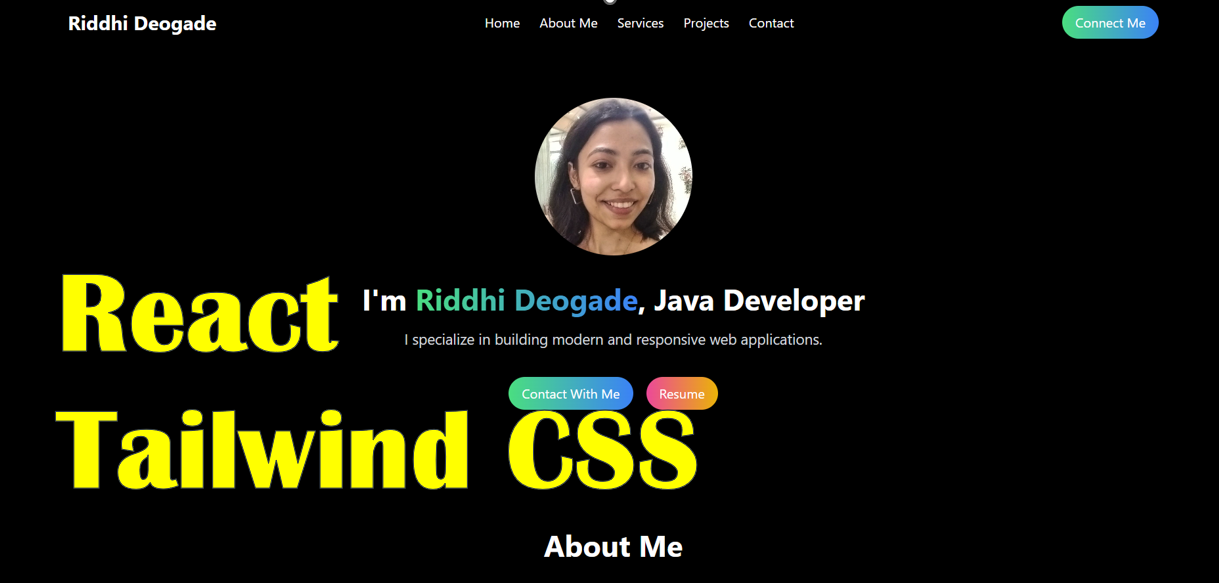 Riddhi Deogade
Home About Me Services Projects Contact
Connect Me
React
I'm Riddhi Deogade, Java Developer
I specialize in building modern and responsive web applications.
Contact With Me
Resume
Tailwind CSS
About Me